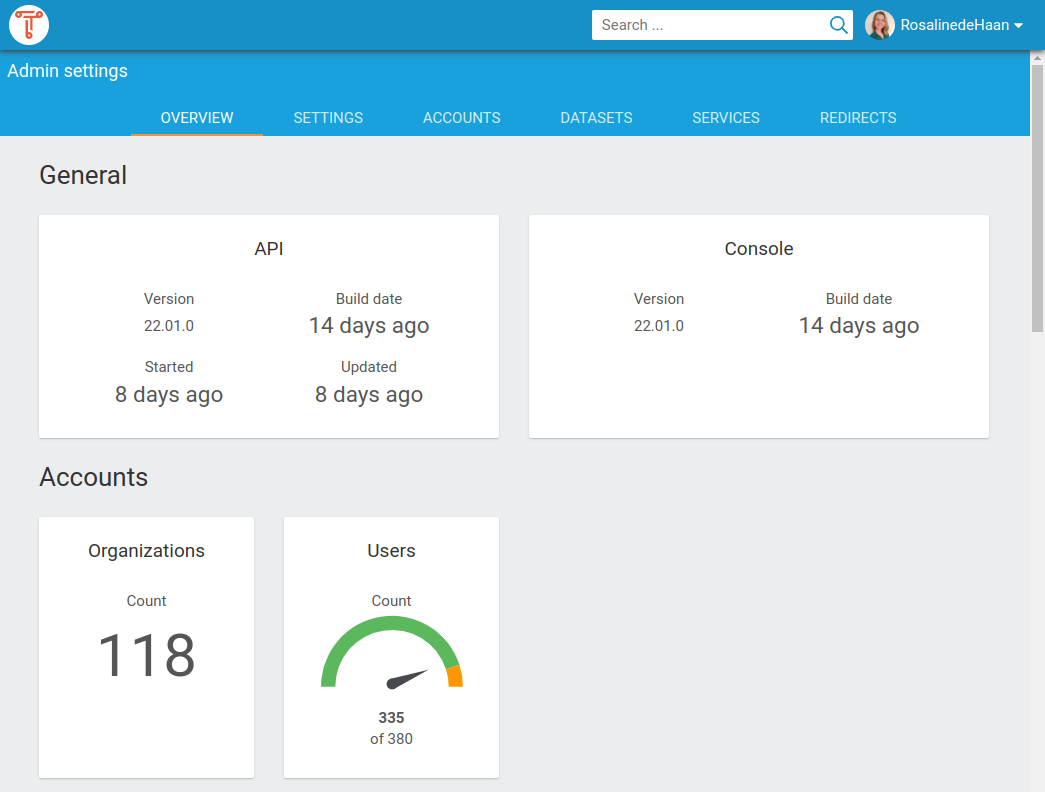 Search ...
RosalinedeHaan
Admin settings
OVERVIEW SETTINGS ACCOUNTS DATASETS SERVICES REDIRECTS
General
API
Version Build date
22.01.0 14 days ago
Started Updated
8 days ago 8 days ago
Console
Version Build date
22.01.0 14 days ago
Accounts
Organizations
Count
118
Users
Count
335
of 380